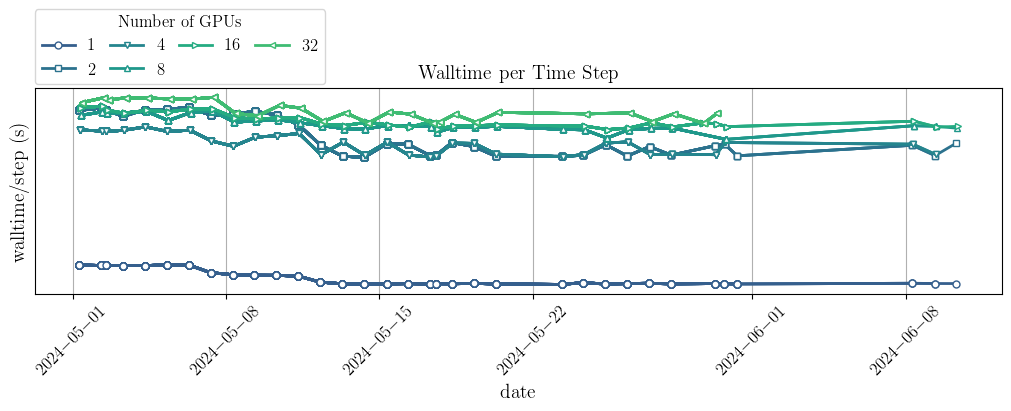 Number of GPUs
1 4 16 32
2 8
Walltime per Time Step
walltime/step (s)
2024−05−01 2024−05−08 2024−05−15 2024−05−22 2024−06−01 2024−06−08
date